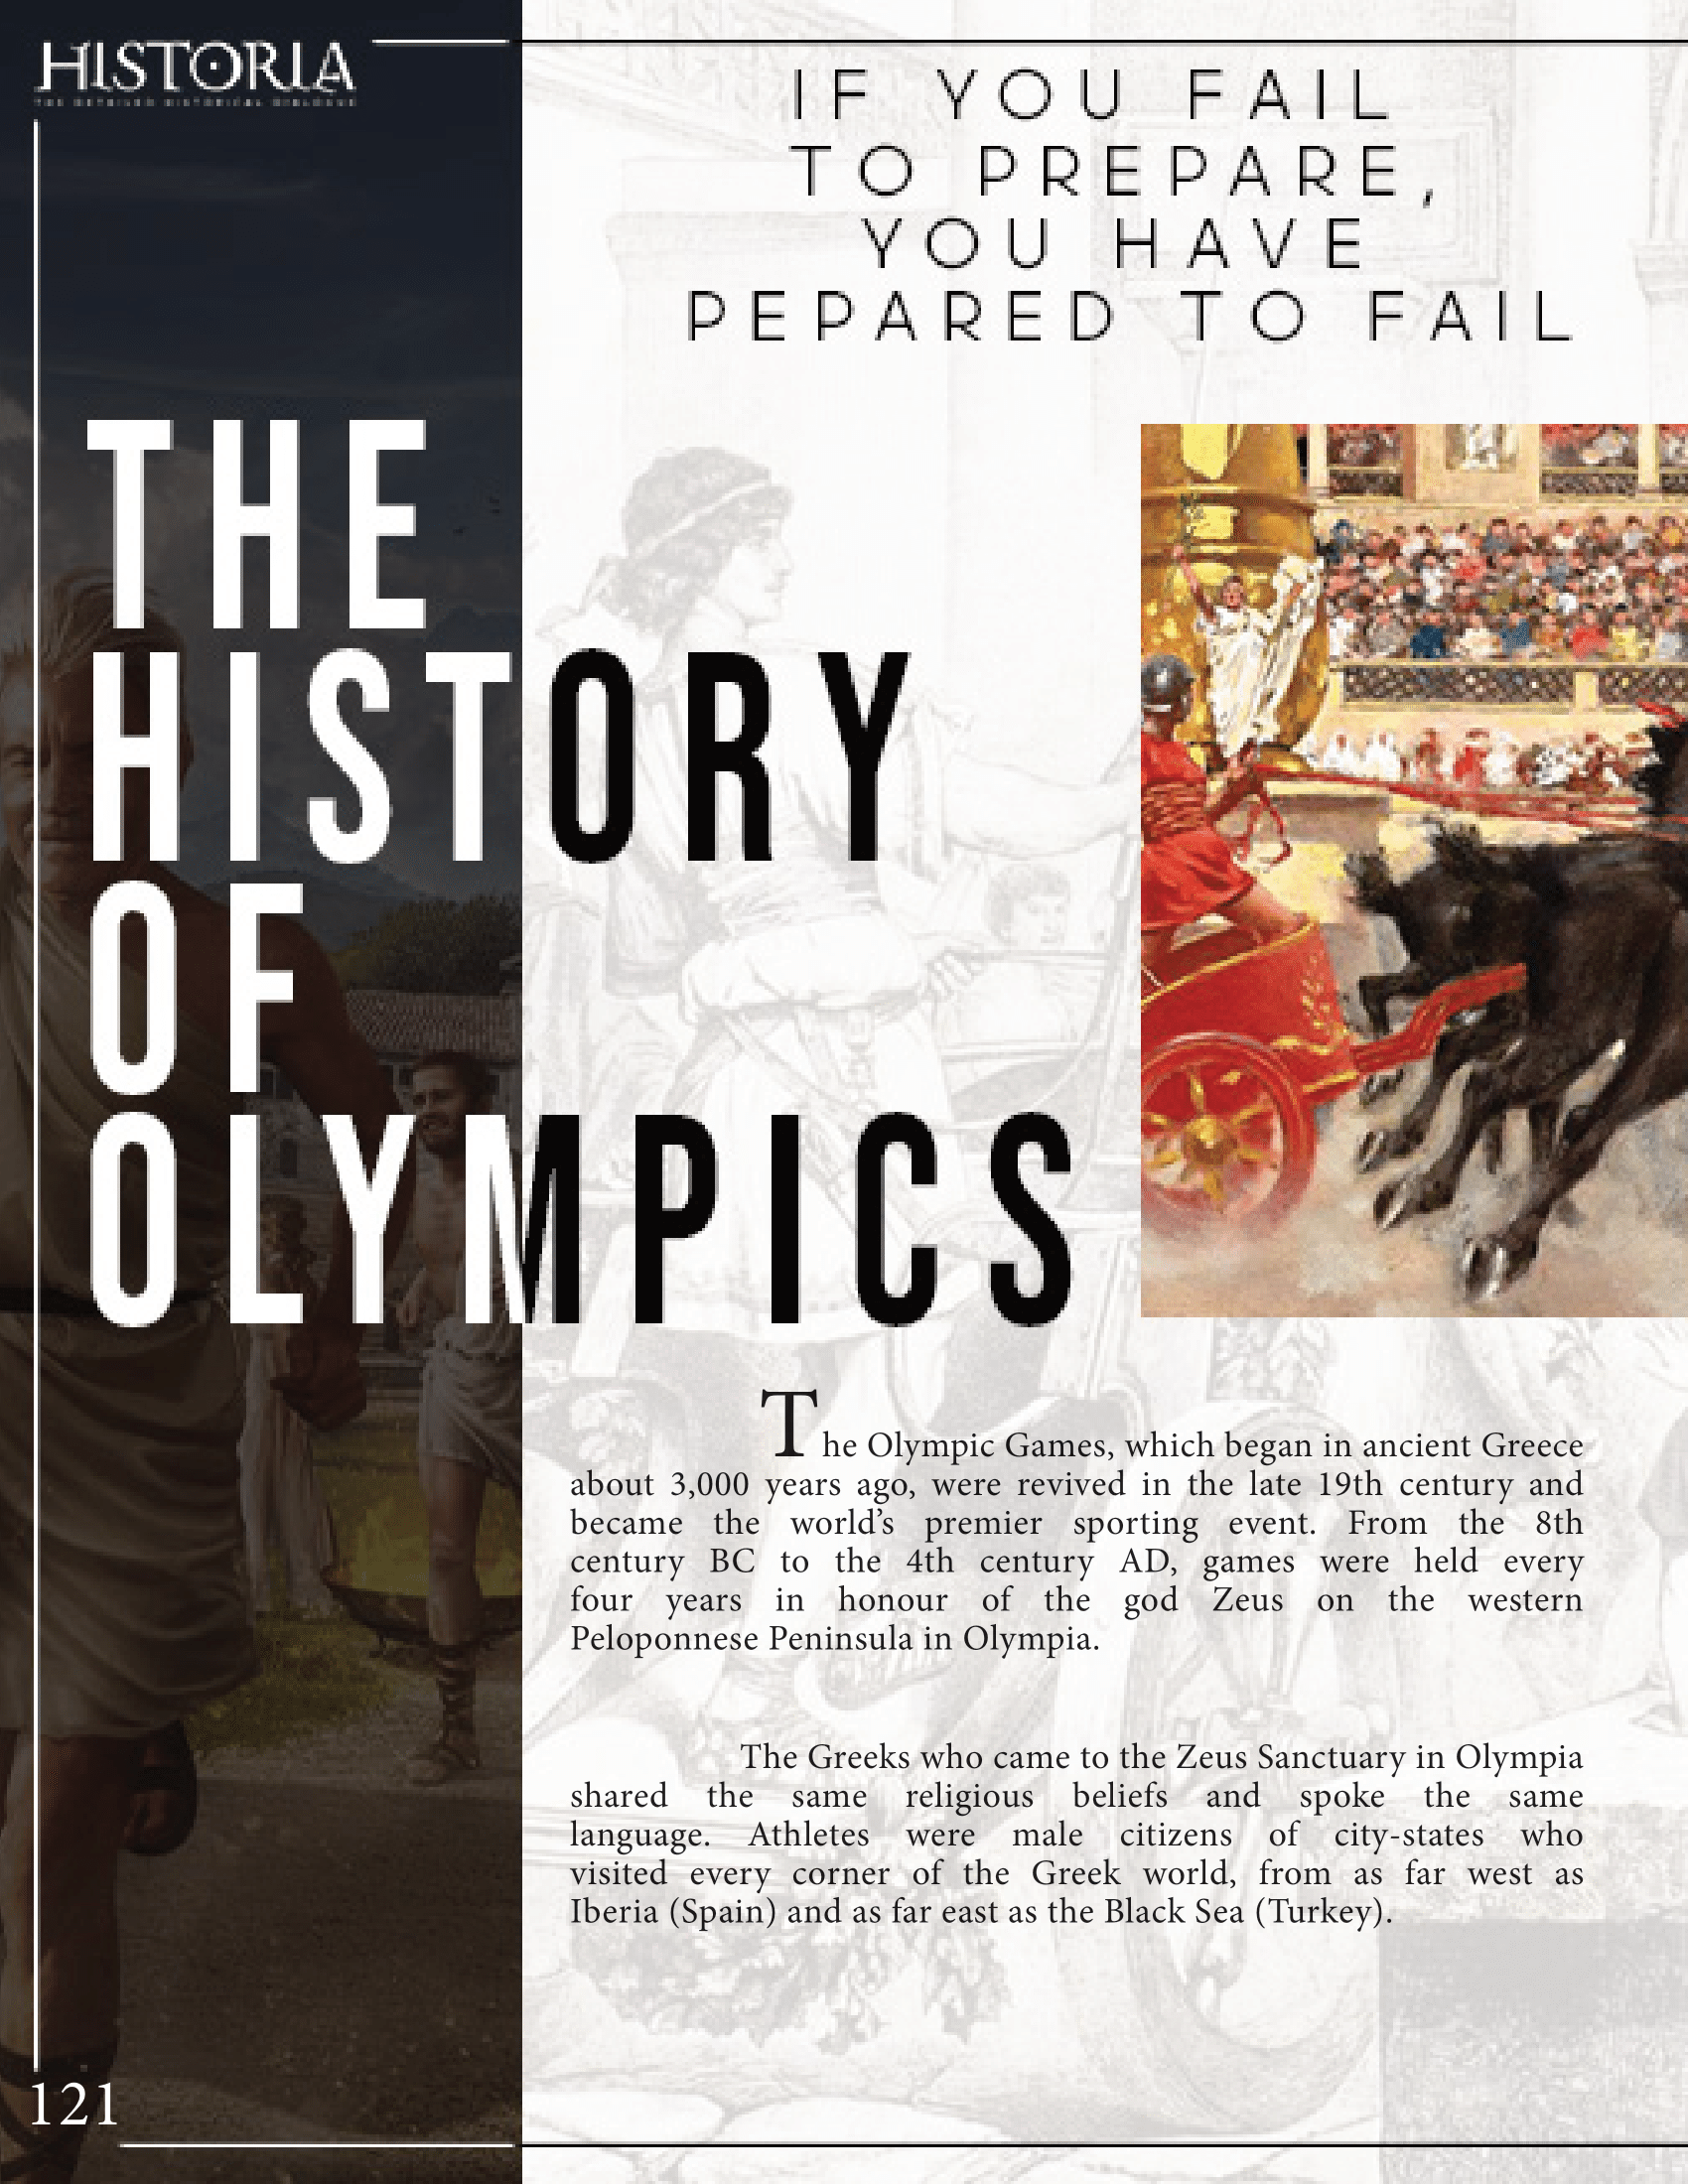 HISTORIA
THE DETAILED HISTORICAL DIALOGUE
IF YOU FAIL
TO PREPARE,
YOU HAVE
PEPARED TO FAIL
THE
HISTORY
OF
OLYMPICS
The Olympic Games, which began in ancient Greece
about 3,000 years ago, were revived in the late 19th century and
became the world’s premier sporting event. From the 8th
century BC to the 4th century AD, games were held every
four years in honour of the god Zeus on the western
Peloponnese Peninsula in Olympia.
The Greeks who came to the Zeus Sanctuary in Olympia
shared the same religious beliefs and spoke the same
language. Athletes were male citizens of city-states who
visited every corner of the Greek world, from as far west as
Iberia (Spain) and as far east as the Black Sea (Turkey).
121